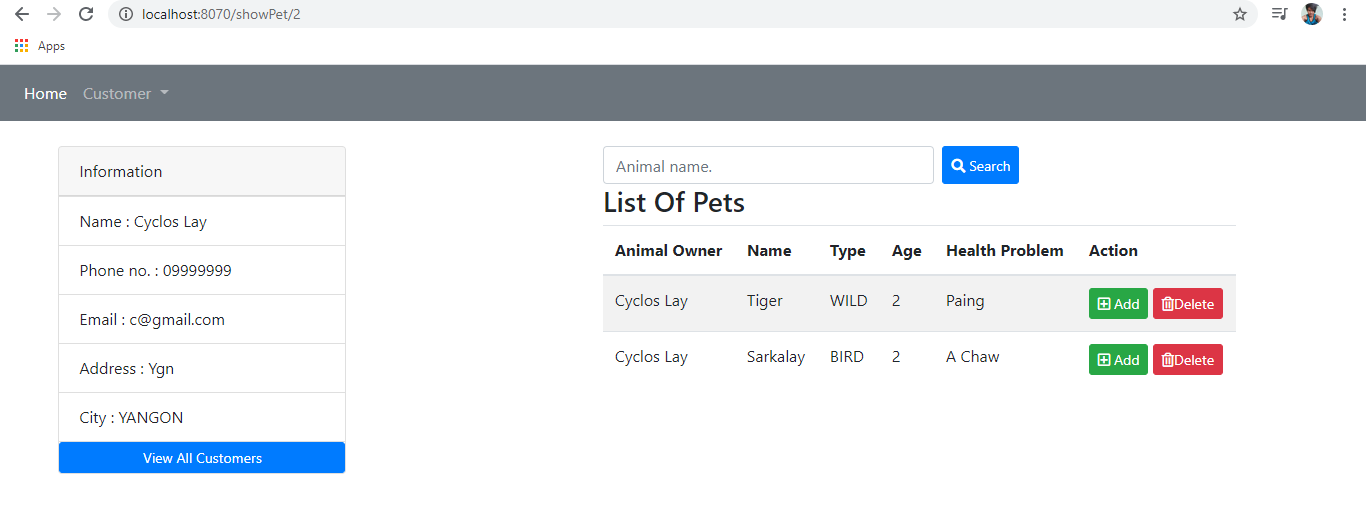 localhost:8070/showPet/2
Apps
Home Customer
Information
Name : Cyclos Lay
Phone no. : 09999999
Email : c@gmail.com
Address : Ygn
City : YANGON
View All Customers
Animal name. Search
List Of Pets
Animal Owner Name Type Age Health Problem Action
Cyclos Lay Tiger WILD 2 Paing Add Delete
Cyclos Lay Sarkalay BIRD 2 A Chaw Add Delete